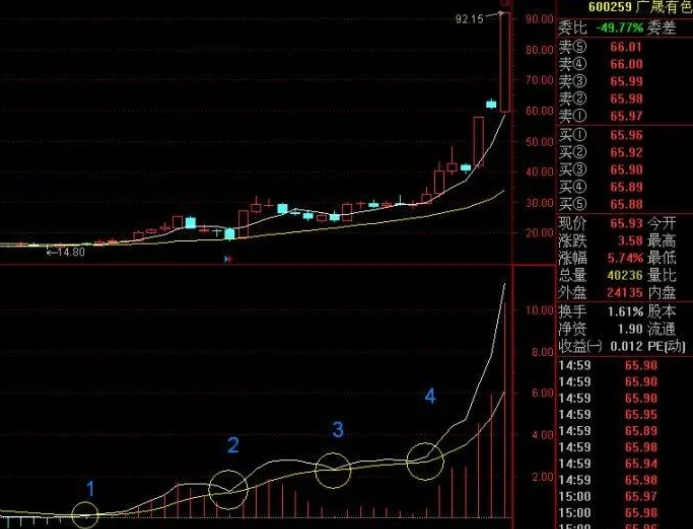 600259 广晟有色
92.15
90.00
80.00
70.00
60.00
50.00
40.00
30.00
20.00
14.80
委比 -49.77% 委差
卖⑤ 66.01
卖④ 66.00
卖③ 65.99
卖② 65.98
卖① 65.97
买① 65.96
买② 65.92
买③ 65.90
买④ 65.89
买⑤ 65.88
现价 65.93 今开
涨跌 3.58 最高
涨幅 5.74% 最低
总量 40236 量比
外盘 24135 内盘
换手 1.61% 股本
净资 1.90 流通
收益㈠ 0.012 PE(动)
10.00
8.00
6.00
4.00
2.00
1
2
3
4
14:59 65.90
14:59 65.90
14:59 65.90
14:59 65.95
14:59 65.89
14:59 65.98
14:59 65.94
14:59 65.98
15:00 65.97
15:00 65.98